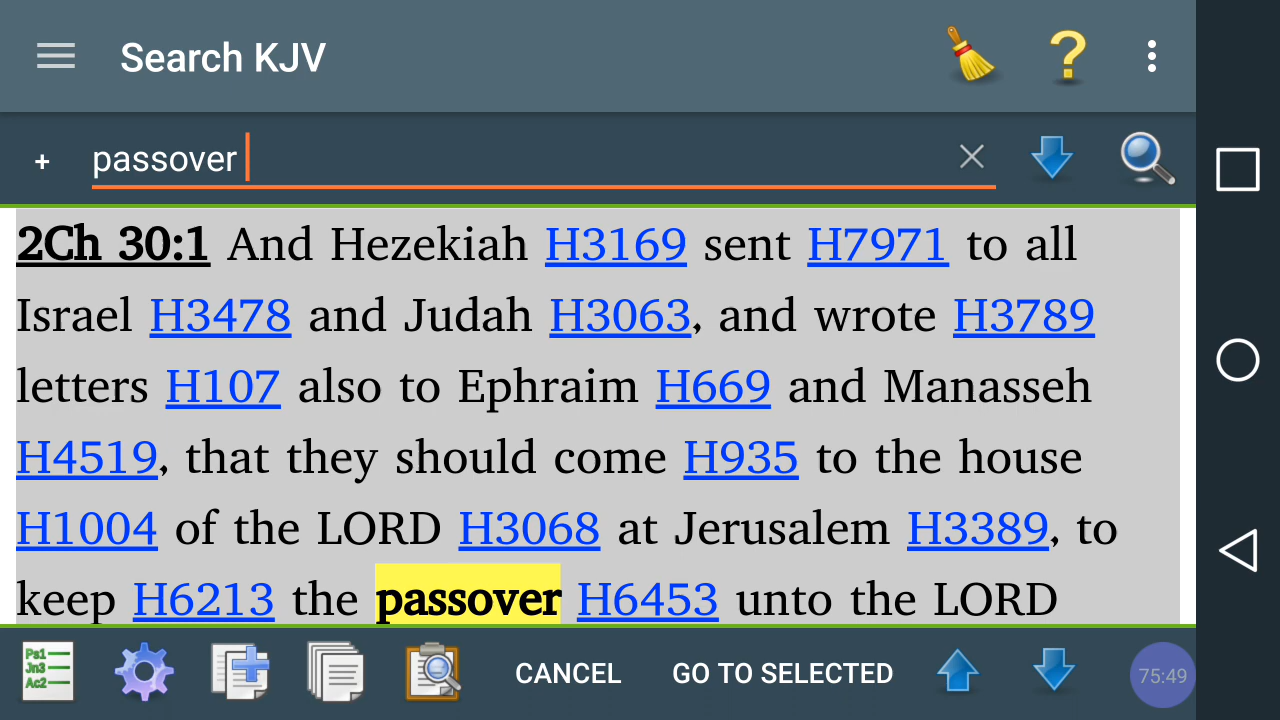 Search KJV
+ passover
2Ch 30:1 And Hezekiah H3169 sent H7971 to all
Israel H3478 and Judah H3063, and wrote H3789
letters H107 also to Ephraim H669 and Manasseh
H4519, that they should come H935 to the house
H1004 of the LORD H3068 at Jerusalem H3389, to
keep H6213 the passover H6453 unto the LORD
Ps1
Jn3
Ac2
CANCEL GO TO SELECTED 75:49